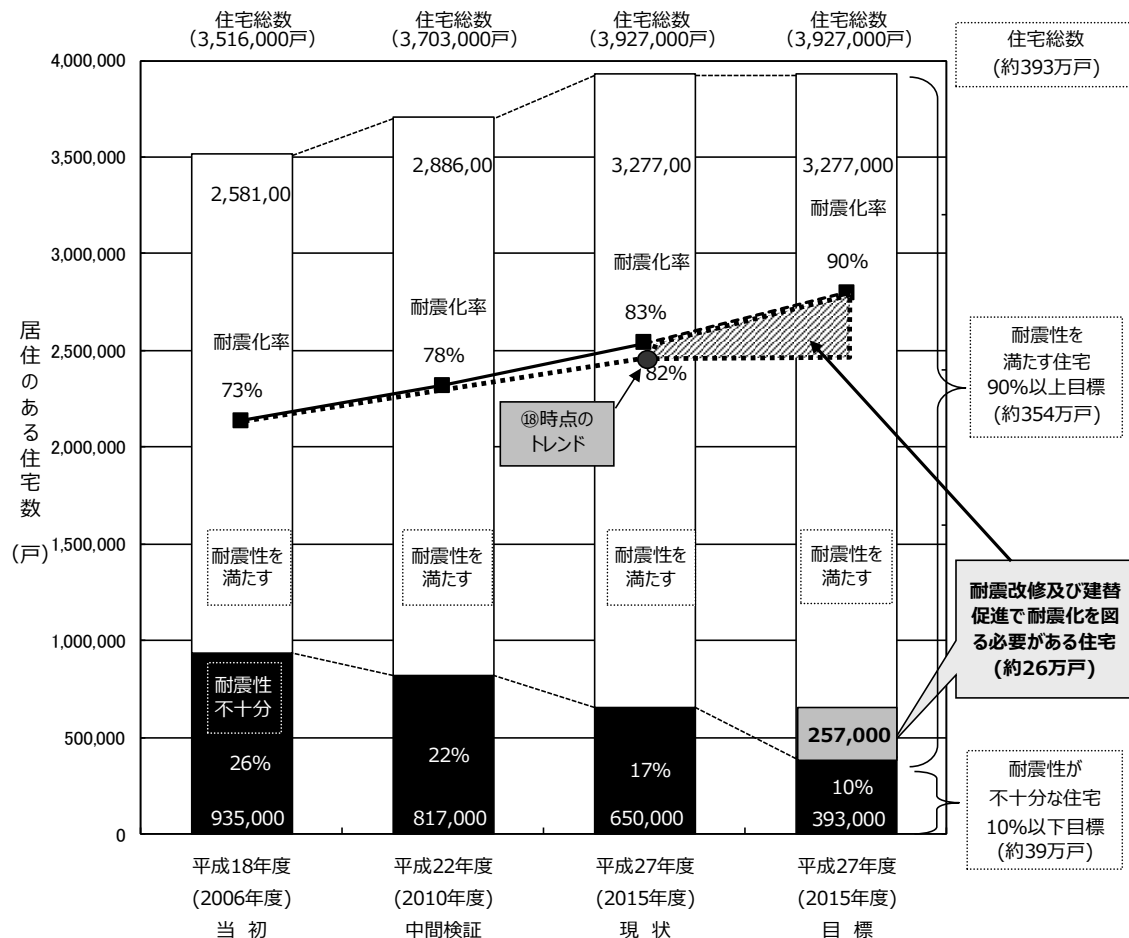 住宅総数
(3,516,000戸)
住宅総数
(3,703,000戸)
住宅総数
(3,927,000戸)
住宅総数
(3,927,000戸)
住宅総数
(約393万戸)
4,000,000
3,500,000
3,000,000
2,500,000
2,000,000
1,500,000
1,000,000
500,000
0
居住のある住宅数
(戸)
2,581,00
2,886,00
3,277,00
3,277,000
耐震化率
73%
耐震化率
78%
耐震化率
83%
耐震化率
90%
82%
⑱時点の
トレンド
耐震性を
満たす住宅
90%以上目標
(約354万戸)
耐震性を
満たす
耐震性を
満たす
耐震性を
満たす
耐震性を
満たす
耐震改修及び建替
促進で耐震化を図
る必要がある住宅
(約26万戸)
耐震性
不十分
26%
935,000
22%
817,000
17%
650,000
257,000
10%
393,000
耐震性が
不十分な住宅
10%以下目標
(約39万戸)
平成18年度
(2006年度)
当 初
平成22年度
(2010年度)
中間検証
平成27年度
(2015年度)
現 状
平成27年度
(2015年度)
目 標